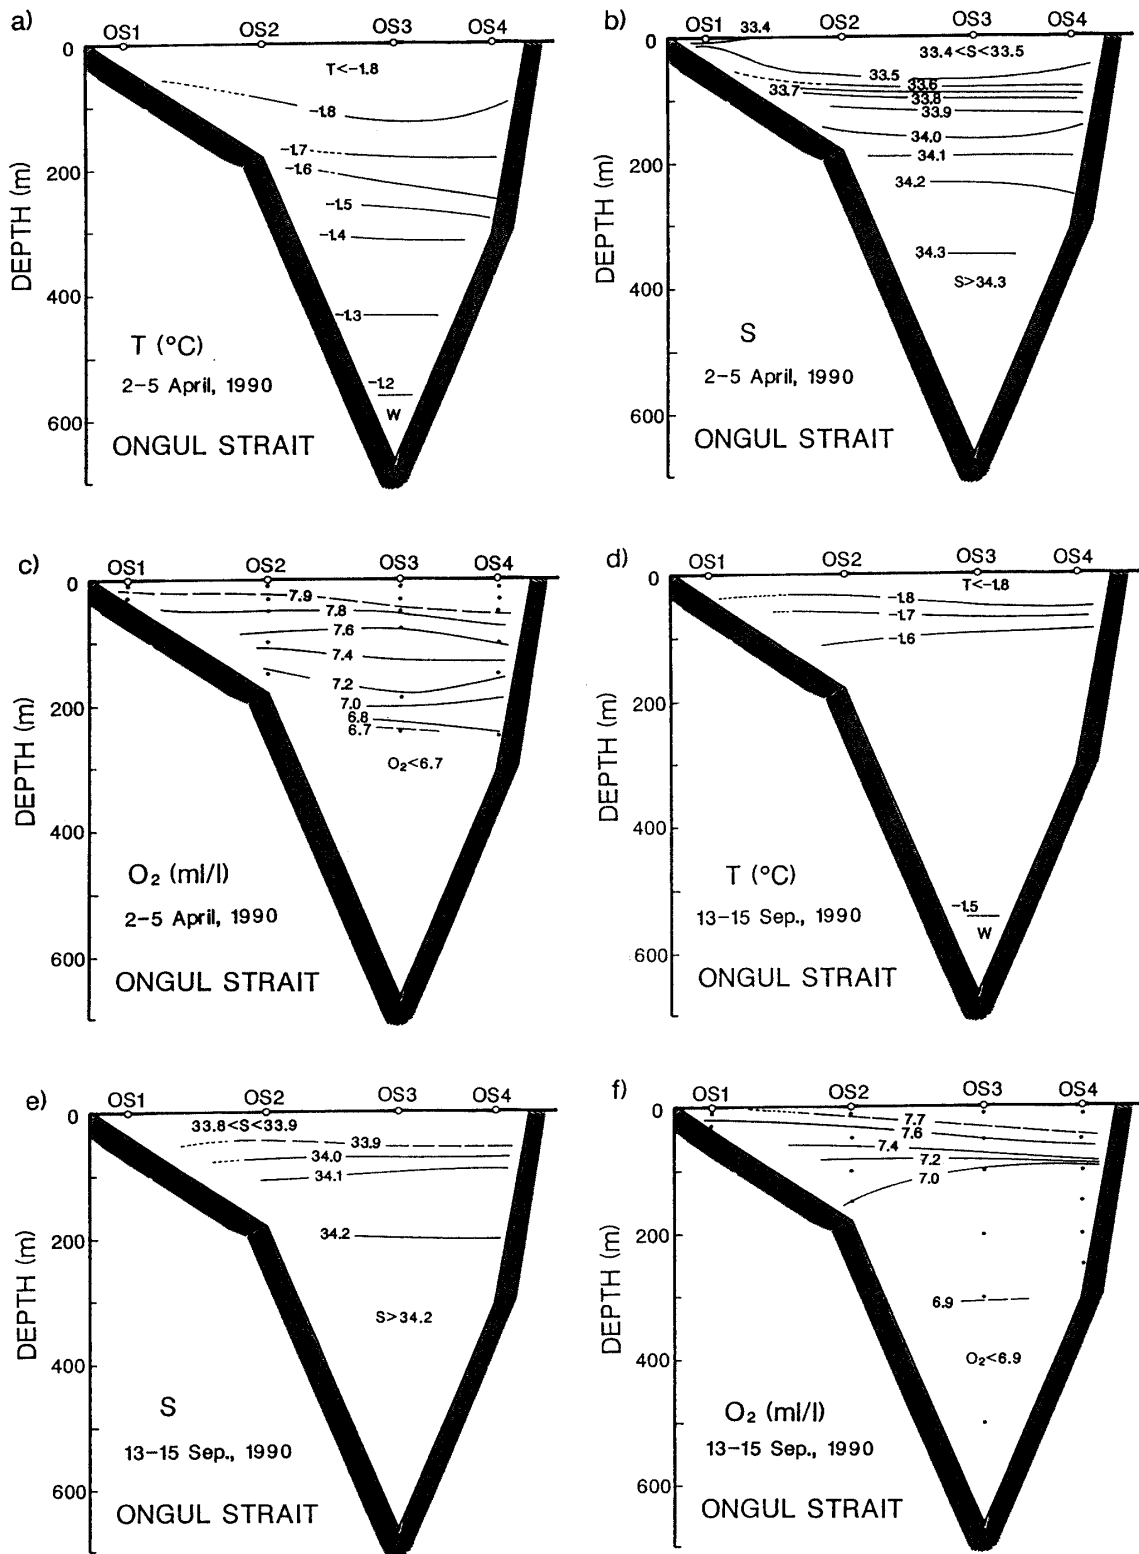 a)
OS1 OS2 OS3 OS4
0
200
400
600
DEPTH (m)
T<-1.8
-1.8
-1.7
-1.6
-1.5
-1.4
-1.3
-1.2
W
T (°C)
2-5 April, 1990
ONGUL STRAIT
b)
OS1 OS2 OS3 OS4
0
200
400
600
DEPTH (m)
33.4
33.4<S<33.5
33.5
33.6
33.7
33.8
33.9
34.0
34.1
34.2
34.3
S>34.3
S
2-5 April, 1990
ONGUL STRAIT
c)
OS1 OS2 OS3 OS4
0
200
400
600
DEPTH (m)
7.9
7.8
7.6
7.4
7.2
7.0
6.8
6.7
O₂<6.7
O₂ (ml/l)
2-5 April, 1990
ONGUL STRAIT
d)
OS1 OS2 OS3 OS4
0
200
400
600
DEPTH (m)
T<-1.8
-1.8
-1.7
-1.6
-1.5
W
T (°C)
13-15 Sep., 1990
ONGUL STRAIT
e)
OS1 OS2 OS3 OS4
0
200
400
600
DEPTH (m)
33.8<S<33.9
33.9
34.0
34.1
34.2
S>34.2
S
13-15 Sep., 1990
ONGUL STRAIT
f)
OS1 OS2 OS3 OS4
0
200
400
600
DEPTH (m)
7.7
7.6
7.4
7.2
7.0
6.9
O₂<6.9
O₂ (ml/l)
13-15 Sep., 1990
ONGUL STRAIT